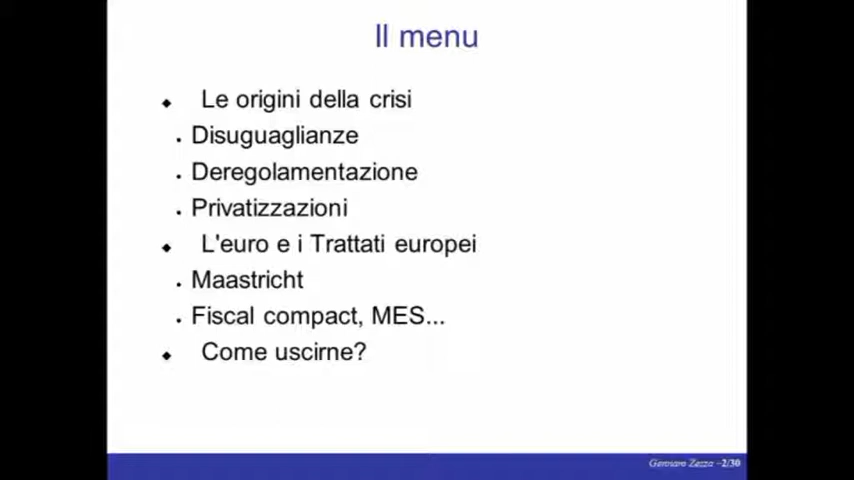 Il menu
Le origini della crisi
Disuguaglianze
Deregolamentazione
Privatizzazioni
L'euro e i Trattati europei
Maastricht
Fiscal compact, MES...
Come uscirne?
Gennaro Zezza –2/30